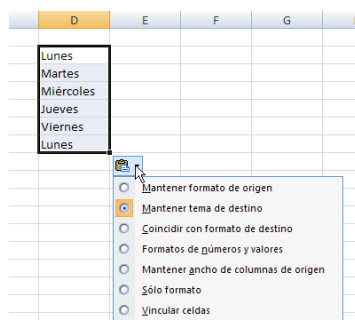 D E F G
Lunes
Martes
Miércoles
Jueves
Viernes
Lunes
Mantener formato de origen
Mantener tema de destino
Coincidir con formato de destino
Formatos de números y valores
Mantener ancho de columnas de origen
Sólo formato
Vincular celdas